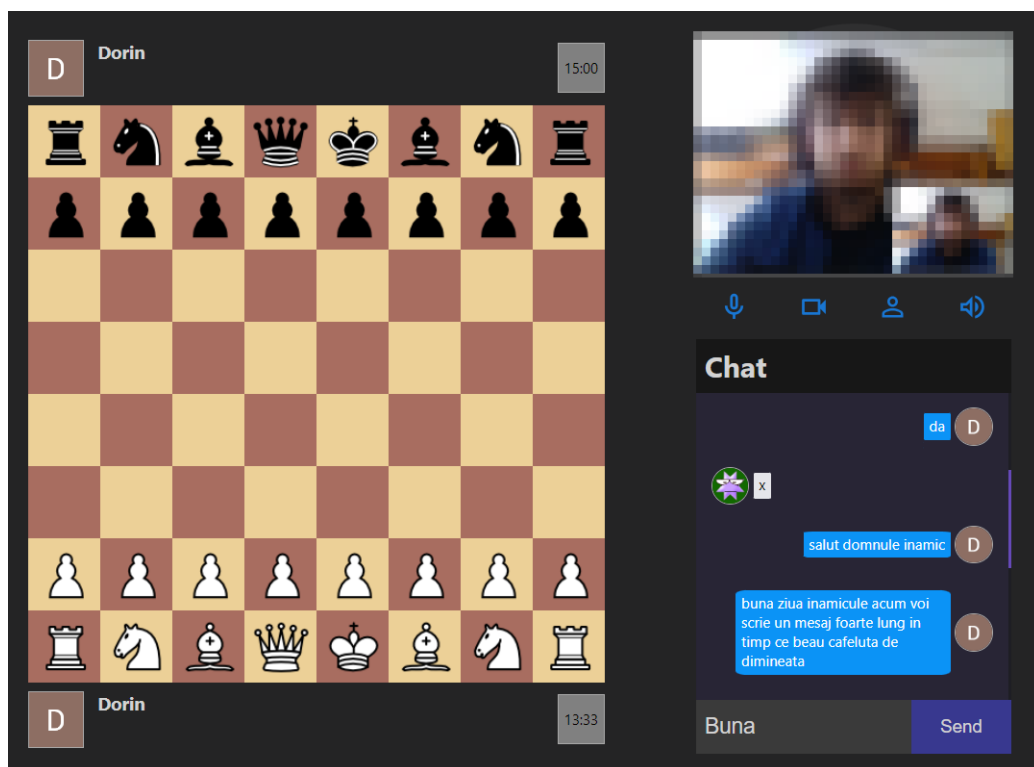 D
Dorin
15:00
Chat
da
D
x
salut domnule inamic
D
buna ziua inamicule acum voi
scrie un mesaj foarte lung in
timp ce beau cafeluta de
dimineata
D
D
Dorin
13:33
Buna
Send